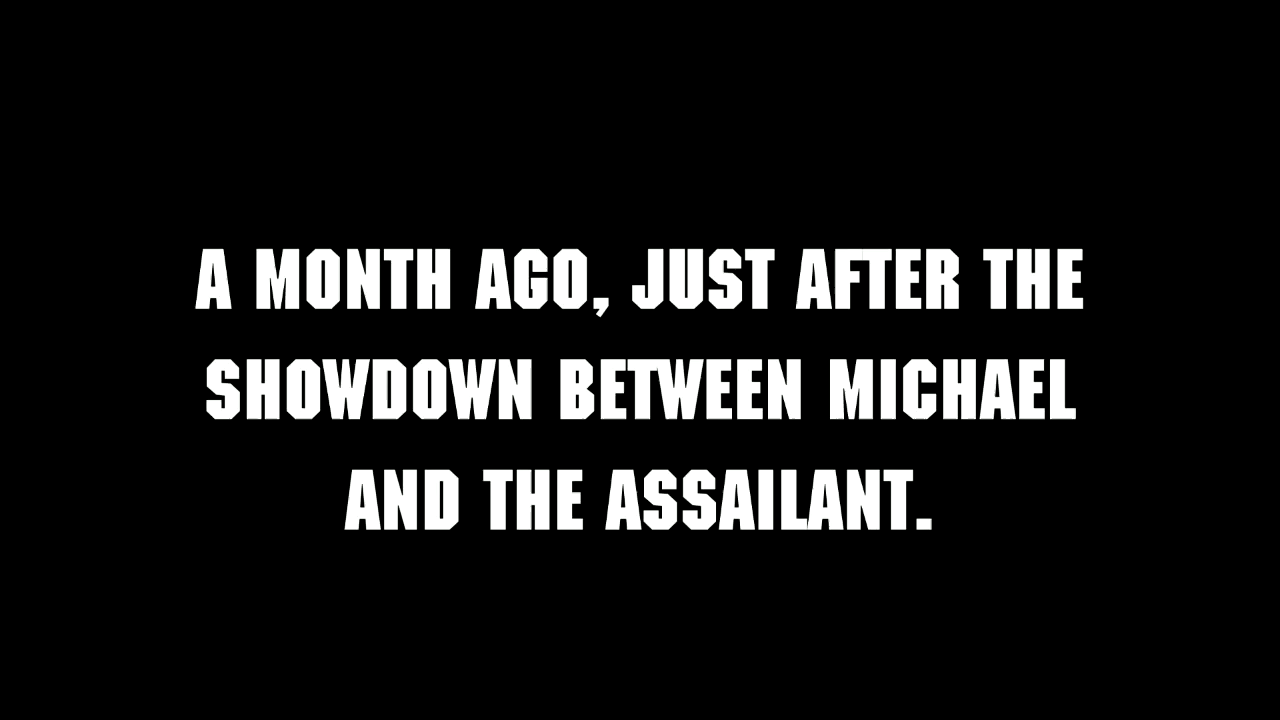 A MONTH AGO, JUST AFTER THE
SHOWDOWN BETWEEN MICHAEL
AND THE ASSAILANT.